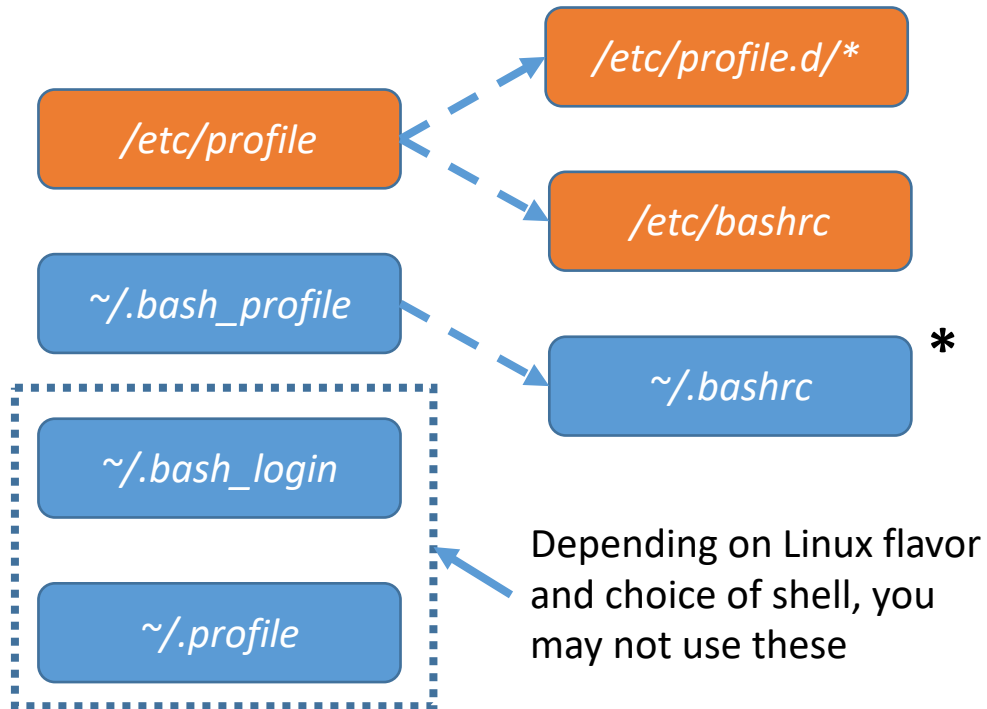 /etc/profile.d/*
/etc/profile
/etc/bashrc
~/.bash_profile
*
~/.bashrc
~/.bash_login
Depending on Linux flavor
and choice of shell, you
may not use these
~/.profile